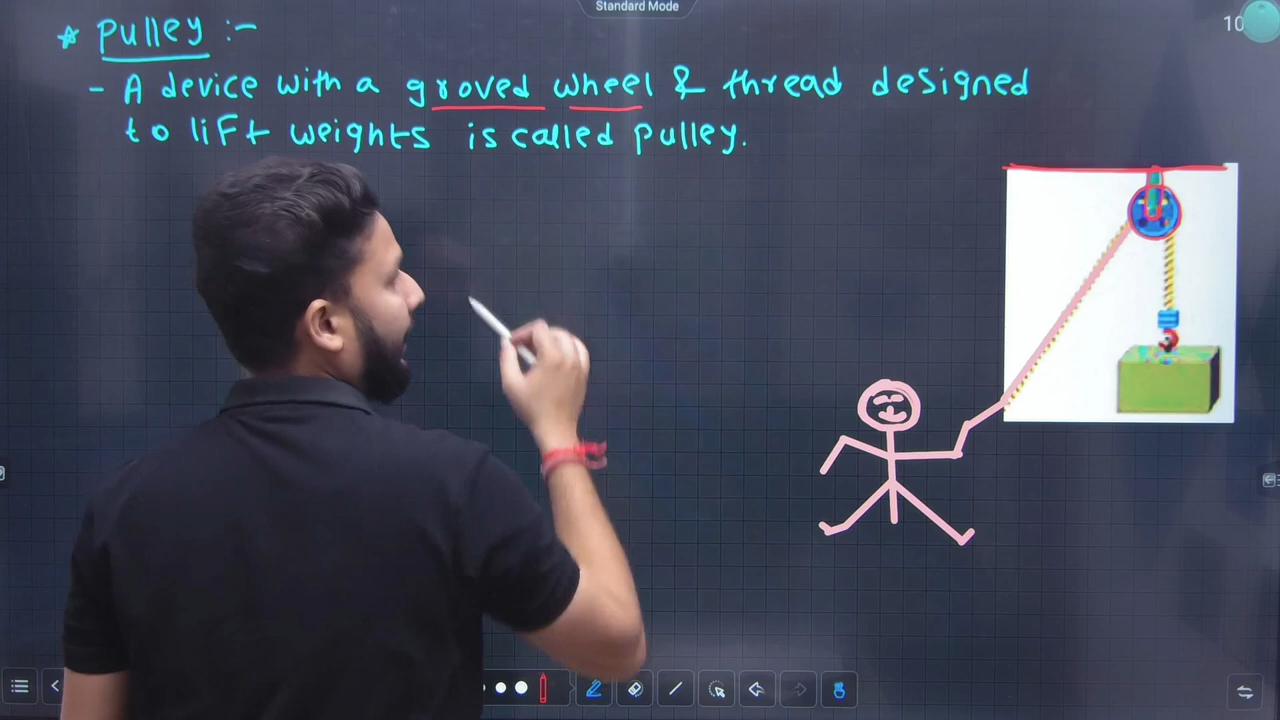 Standard Mode
10
* Pulley :-
- A device with a groved wheel & thread designed
to lift weights is called pulley.